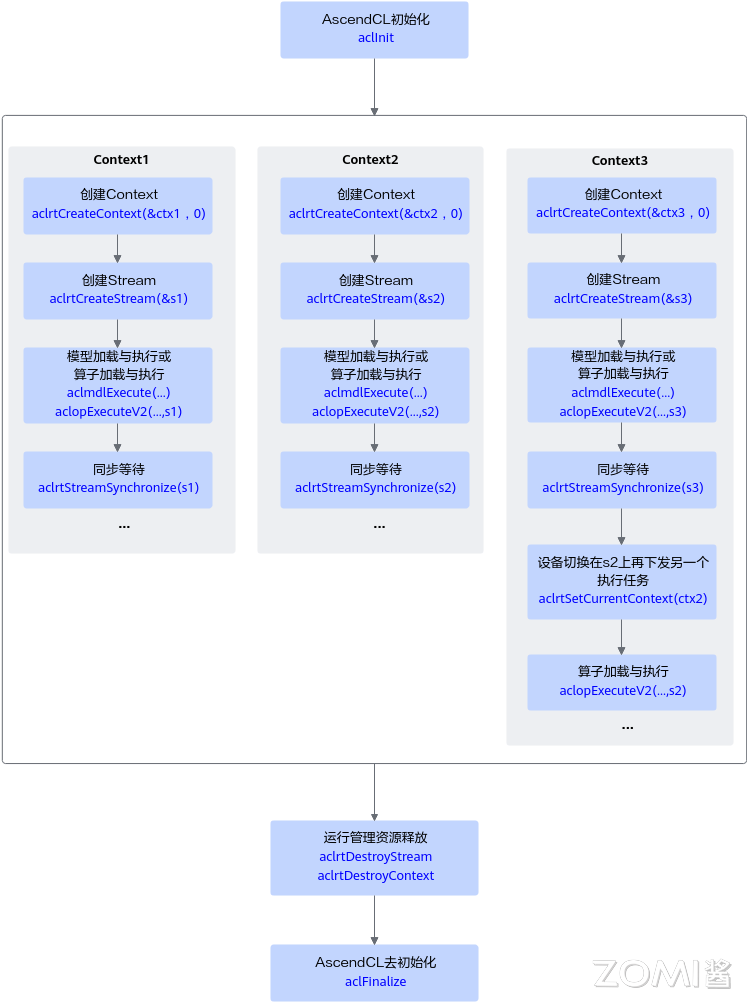 AscendCL初始化
aclInit
Context1
创建Context
aclrtCreateContext(&ctx1，0)
创建Stream
aclrtCreateStream(&s1)
模型加载与执行或
算子加载与执行
aclmdlExecute(...)
aclopExecuteV2(...,s1)
同步等待
aclrtStreamSynchronize(s1)
...
Context2
创建Context
aclrtCreateContext(&ctx2，0)
创建Stream
aclrtCreateStream(&s2)
模型加载与执行或
算子加载与执行
aclmdlExecute(...)
aclopExecuteV2(...,s2)
同步等待
aclrtStreamSynchronize(s2)
...
Context3
创建Context
aclrtCreateContext(&ctx3，0)
创建Stream
aclrtCreateStream(&s3)
模型加载与执行或
算子加载与执行
aclmdlExecute(...)
aclopExecuteV2(...,s3)
同步等待
aclrtStreamSynchronize(s3)
设备切换在s2上再下发另一个
执行任务
aclrtSetCurrentContext(ctx2)
算子加载与执行
aclopExecuteV2(...,s2)
...
运行管理资源释放
aclrtDestroyStream
aclrtDestroyContext
AscendCL去初始化
aclFinalize
ZOMI酱